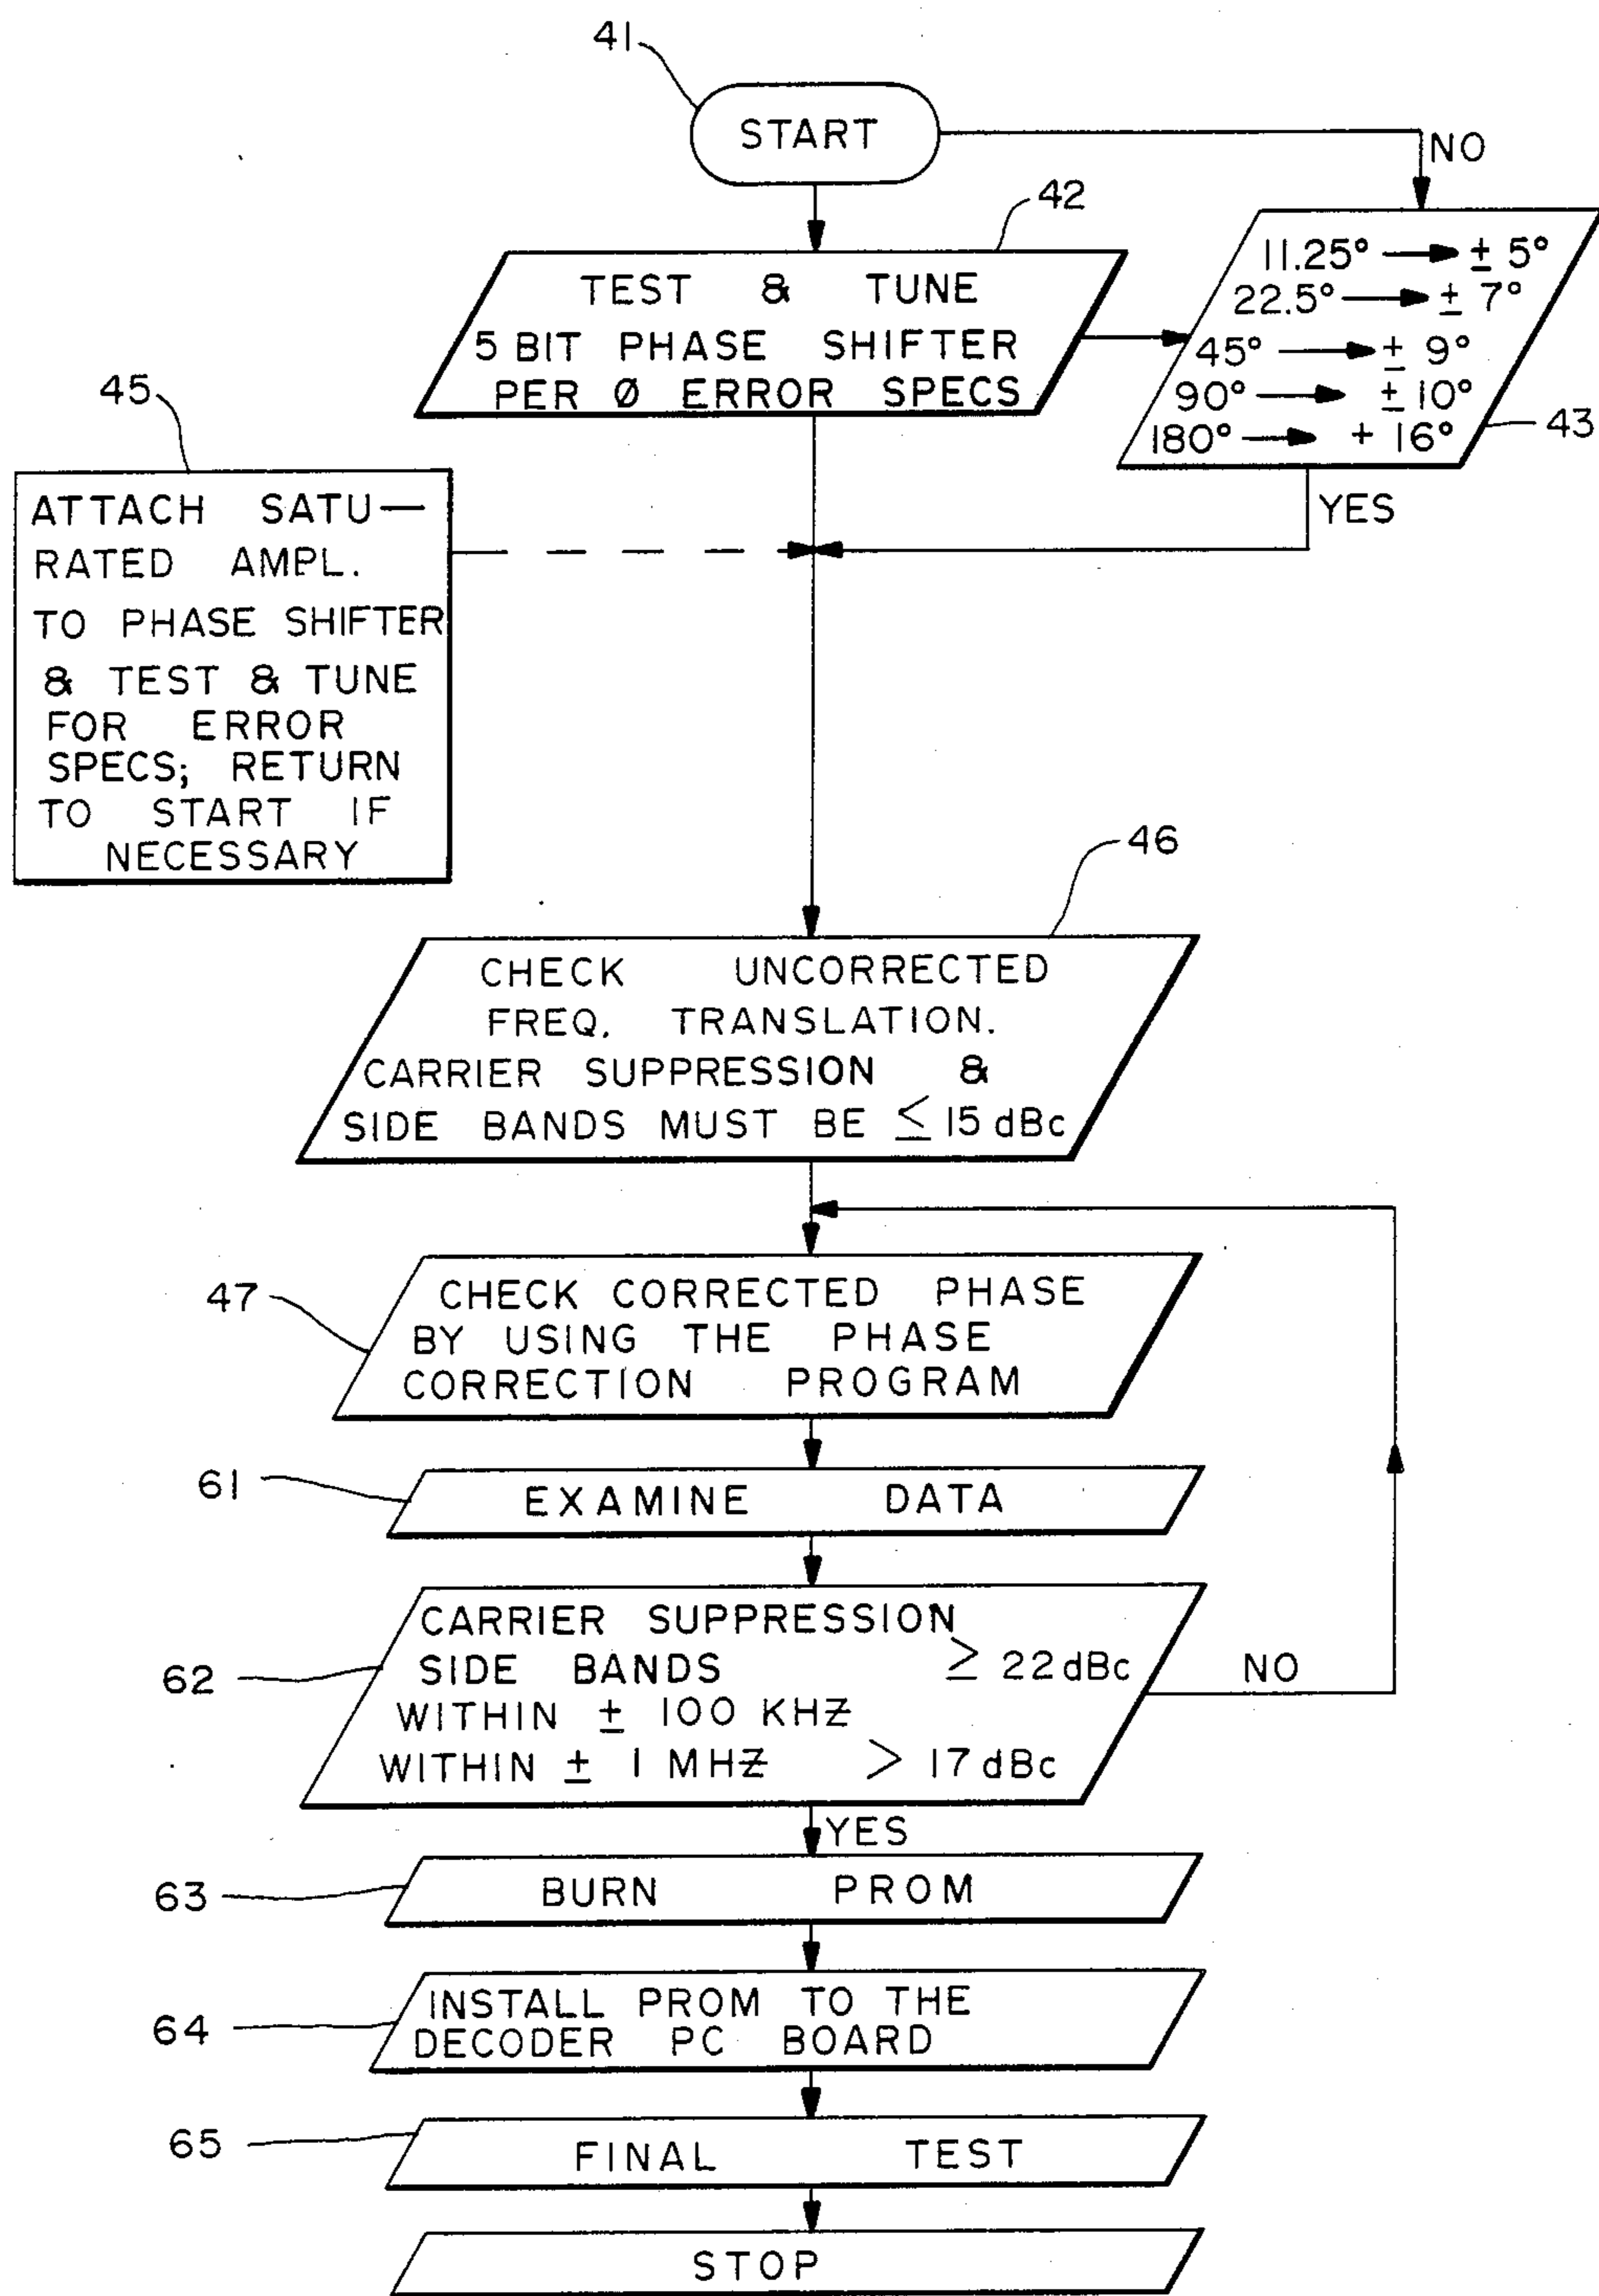 41
START
NO
42
TEST & TUNE
5 BIT PHASE SHIFTER
PER Ø ERROR SPECS
11.25° ± 5°
22.5° ± 7°
45° ± 9°
90° ± 10°
180° + 16°
43
YES
45
ATTACH SATU—
RATED AMPL.
TO PHASE SHIFTER
& TEST & TUNE
FOR ERROR
SPECS; RETURN
TO START IF
NECESSARY
46
CHECK UNCORRECTED
FREQ. TRANSLATION.
CARRIER SUPPRESSION &
SIDE BANDS MUST BE ≤ 15 dBc
47
CHECK CORRECTED PHASE
BY USING THE PHASE
CORRECTION PROGRAM
61
EXAMINE DATA
62
CARRIER SUPPRESSION
SIDE BANDS ≥ 22 dBc
WITHIN ± 100 KHZ
WITHIN ± 1 MHZ > 17 dBc
NO
YES
63
BURN PROM
64
INSTALL PROM TO THE
DECODER PC BOARD
65
FINAL TEST
STOP